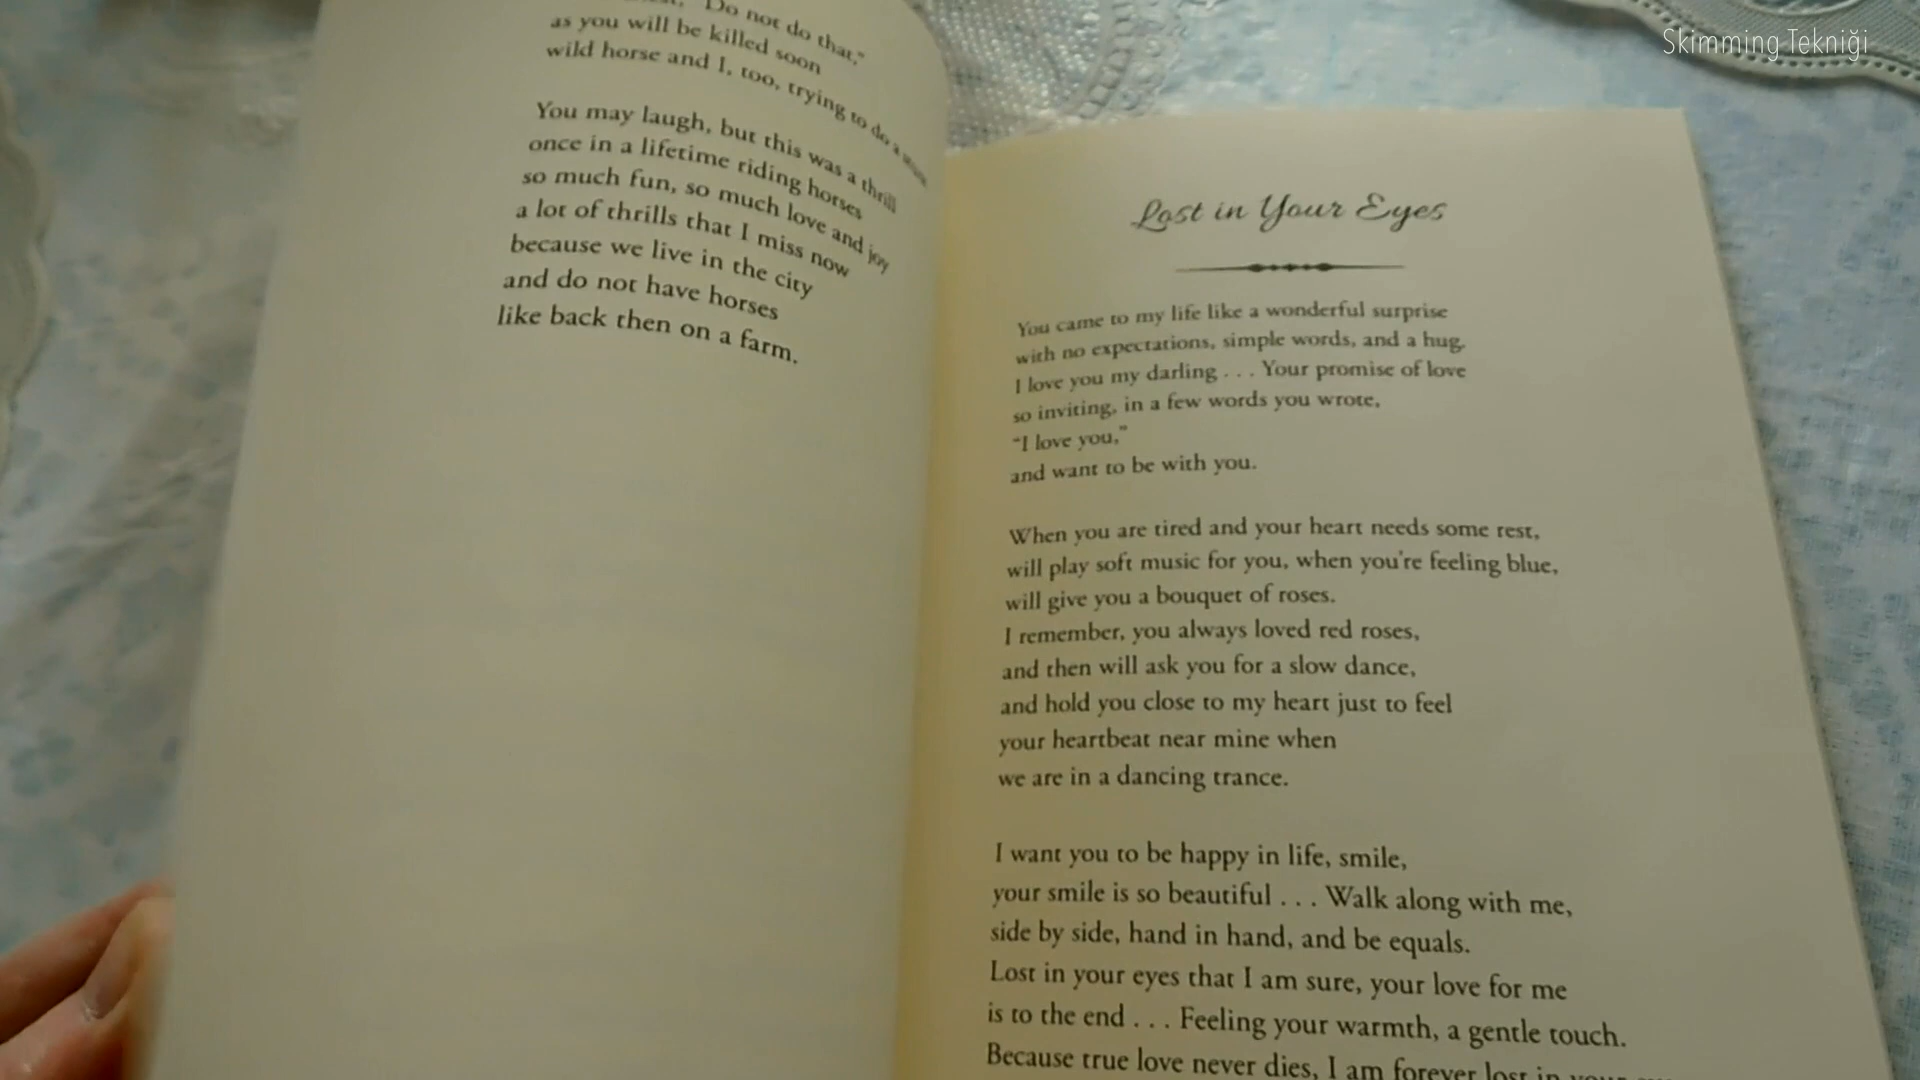 Skimming Tekniği
Do not do that,"
as you will be killed soon
wild horse and I, too, trying to do a
You may laugh, but this was a thrill
once in a lifetime riding horses
so much fun, so much love and joy
a lot of thrills that I miss now
because we live in the city
and do not have horses
like back then on a farm.
Lost in Your Eyes
You came to my life like a wonderful surprise
with no expectations, simple words, and a hug.
I love you my darling . . . Your promise of love
so inviting, in a few words you wrote,
"I love you,"
and want to be with you.
When you are tired and your heart needs some rest,
will play soft music for you, when you're feeling blue,
will give you a bouquet of roses.
I remember, you always loved red roses,
and then will ask you for a slow dance,
and hold you close to my heart just to feel
your heartbeat near mine when
we are in a dancing trance.
I want you to be happy in life, smile,
your smile is so beautiful . . . Walk along with me,
side by side, hand in hand, and be equals.
Lost in your eyes that I am sure, your love for me
is to the end . . . Feeling your warmth, a gentle touch.
Because true love never dies, I am forever lost in